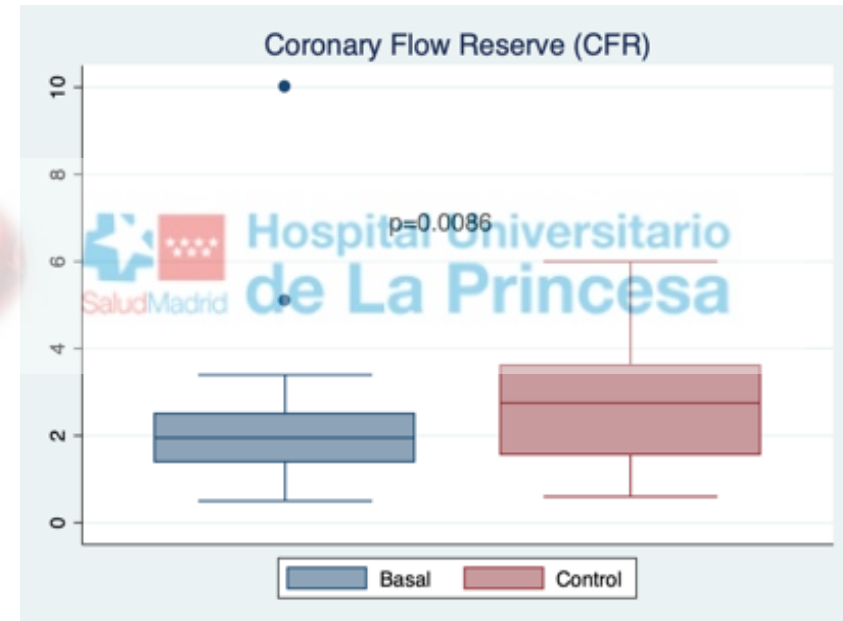 Coronary Flow Reserve (CFR)
10
8
6
4
2
0
p=0.0086
Hospital Universitario
de La Princesa
SaludMadrid
Basal
Control